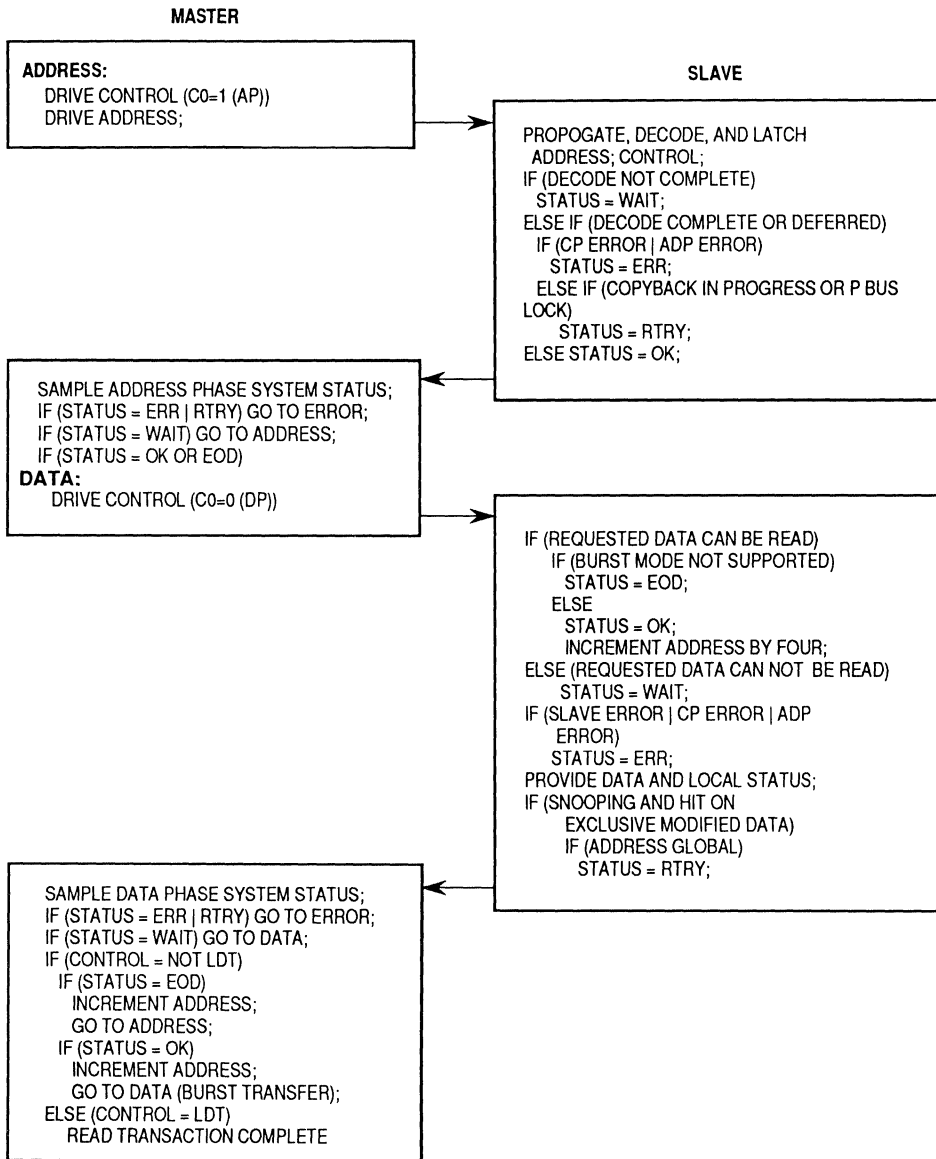 MASTER
ADDRESS:
DRIVE CONTROL (C0=1 (AP))
DRIVE ADDRESS;
SLAVE
PROPOGATE, DECODE, AND LATCH
ADDRESS; CONTROL;
IF (DECODE NOT COMPLETE)
STATUS = WAIT;
ELSE IF (DECODE COMPLETE OR DEFERRED)
IF (CP ERROR | ADP ERROR)
STATUS = ERR;
ELSE IF (COPYBACK IN PROGRESS OR P BUS
LOCK)
STATUS = RTRY;
ELSE STATUS = OK;
SAMPLE ADDRESS PHASE SYSTEM STATUS;
IF (STATUS = ERR | RTRY) GO TO ERROR;
IF (STATUS = WAIT) GO TO ADDRESS;
IF (STATUS = OK OR EOD)
DATA:
DRIVE CONTROL (C0=0 (DP))
IF (REQUESTED DATA CAN BE READ)
IF (BURST MODE NOT SUPPORTED)
STATUS = EOD;
ELSE
STATUS = OK;
INCREMENT ADDRESS BY FOUR;
ELSE (REQUESTED DATA CAN NOT BE READ)
STATUS = WAIT;
IF (SLAVE ERROR | CP ERROR | ADP
ERROR)
STATUS = ERR;
PROVIDE DATA AND LOCAL STATUS;
IF (SNOOPING AND HIT ON
EXCLUSIVE MODIFIED DATA)
IF (ADDRESS GLOBAL)
STATUS = RTRY;
SAMPLE DATA PHASE SYSTEM STATUS;
IF (STATUS = ERR | RTRY) GO TO ERROR;
IF (STATUS = WAIT) GO TO DATA;
IF (CONTROL = NOT LDT)
IF (STATUS = EOD)
INCREMENT ADDRESS;
GO TO ADDRESS;
IF (STATUS = OK)
INCREMENT ADDRESS;
GO TO DATA (BURST TRANSFER);
ELSE (CONTROL = LDT)
READ TRANSACTION COMPLETE